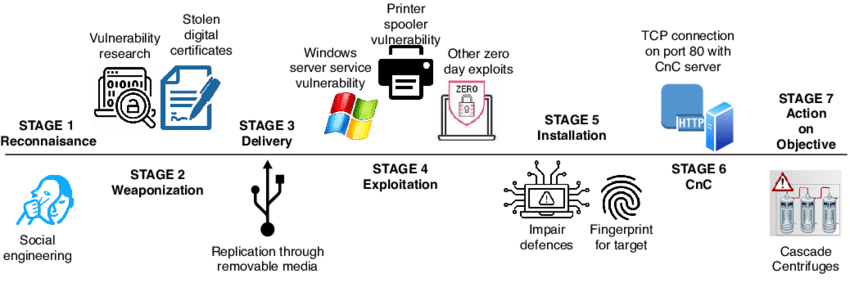 Vulnerability
research
Stolen
digital
certificates
Windows
server service
vulnerability
Printer
spooler
vulnerability
Other zero
day exploits
ZERO
TCP connection
on port 80 with
CnC server
HTTP
STAGE 1
Reconnaisance
STAGE 3
Delivery
STAGE 5
Installation
STAGE 7
Action
on
Objective
STAGE 2
Weaponization
STAGE 4
Exploitation
STAGE 6
CnC
Social
engineering
Replication through
removable media
Impair
defences
Fingerprint
for target
Cascade
Centrifuges